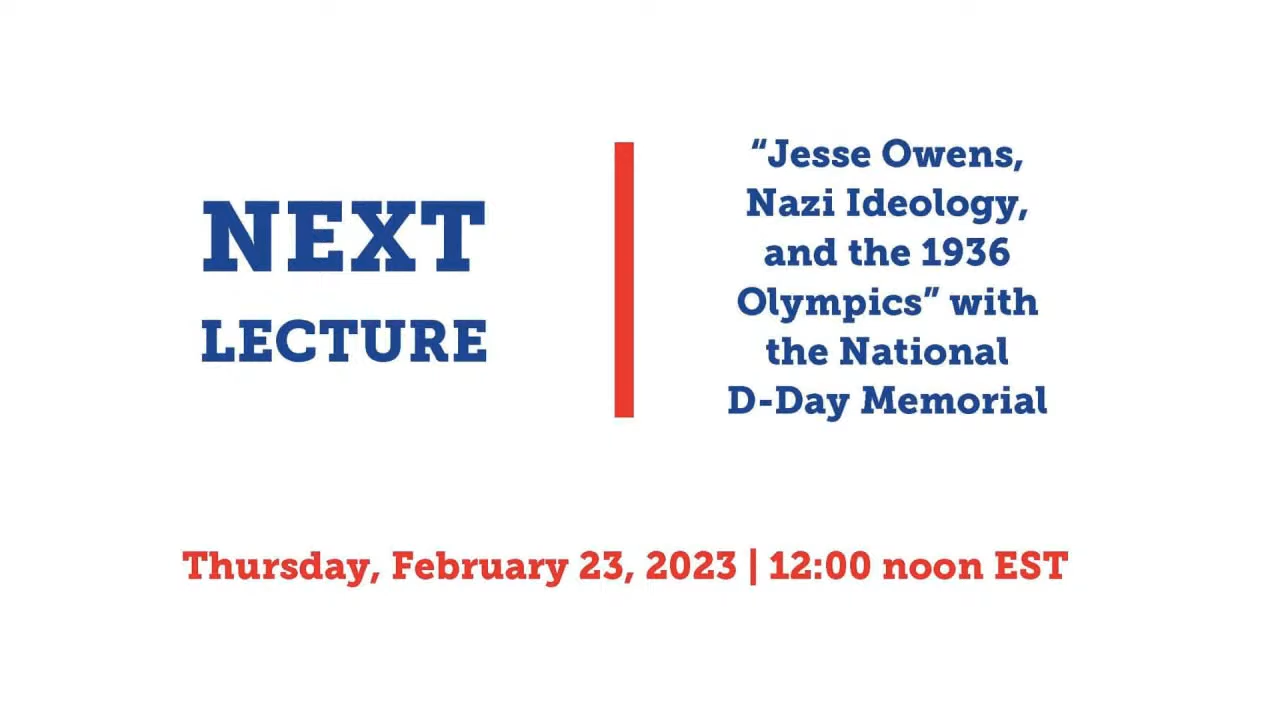 NEXT
LECTURE
“Jesse Owens,
Nazi Ideology,
and the 1936
Olympics” with
the National
D-Day Memorial
Thursday, February 23, 2023 | 12:00 noon EST